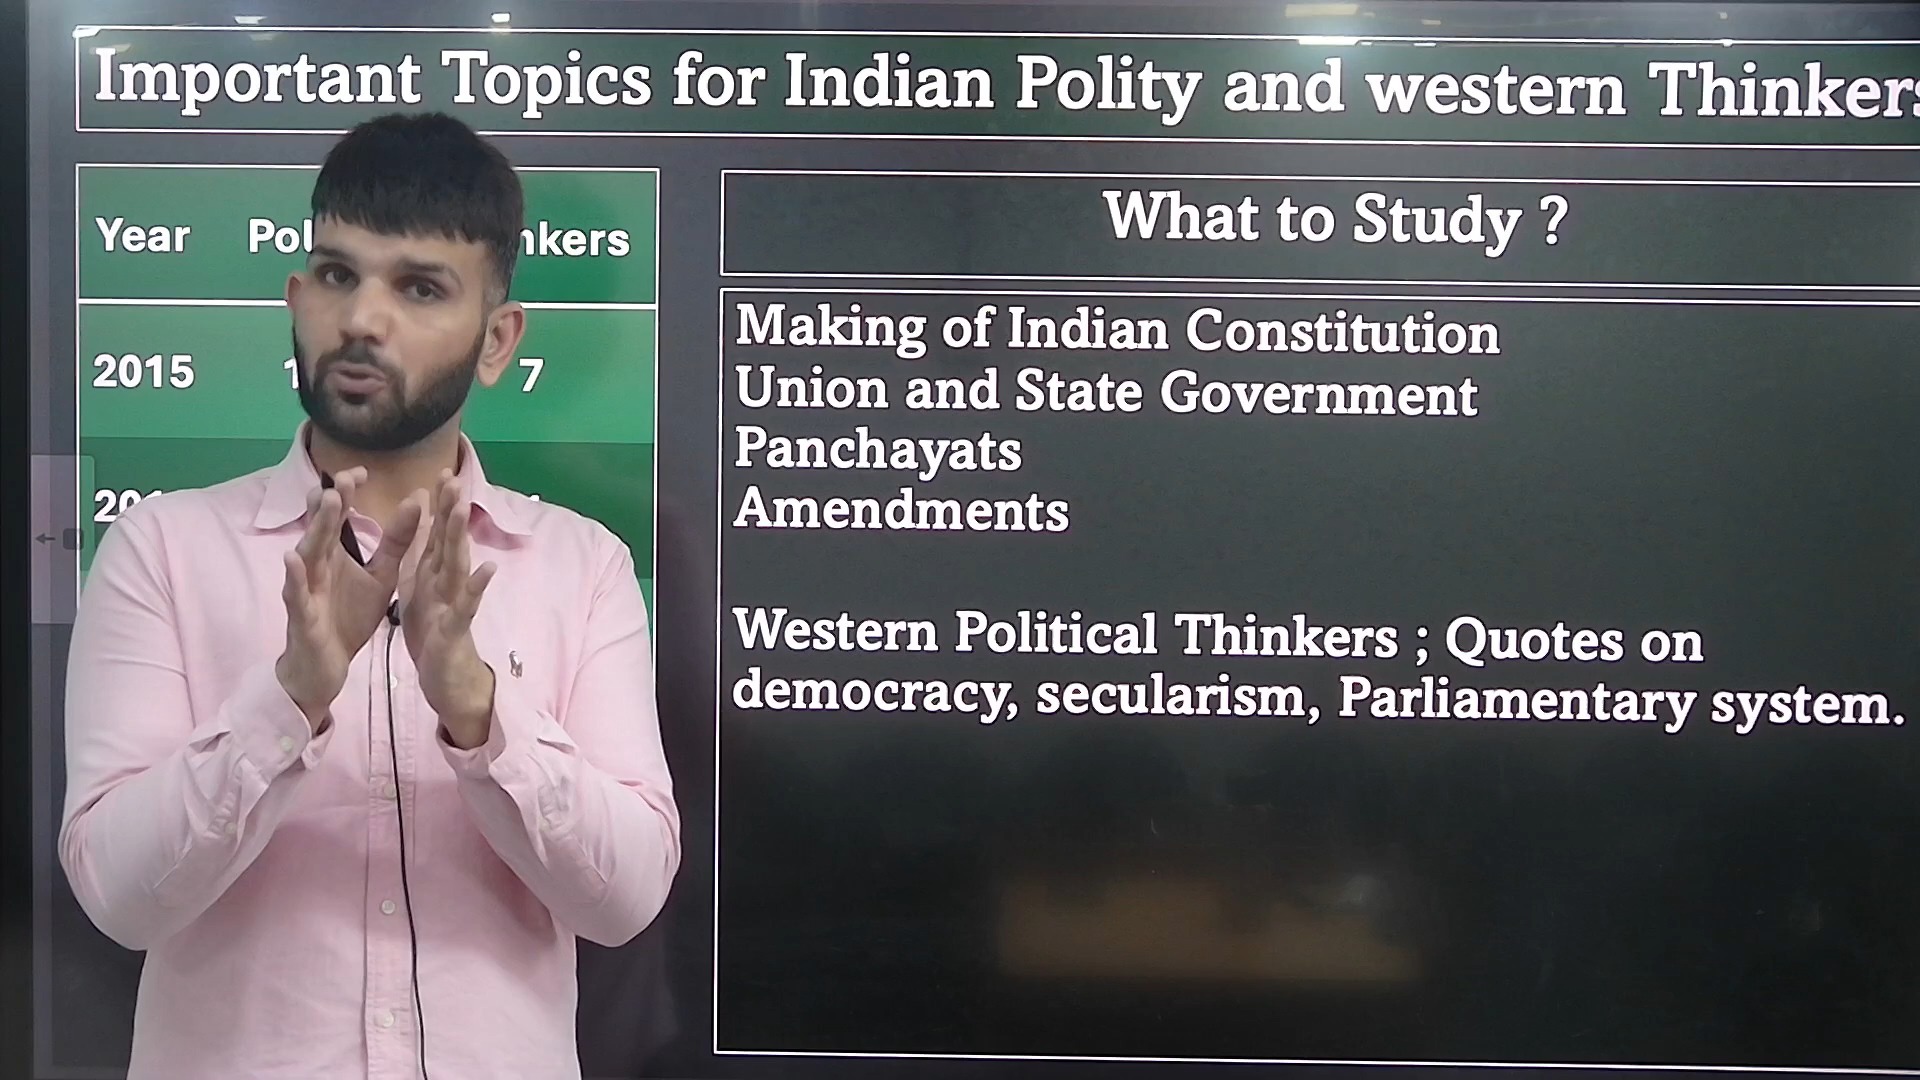 Important Topics for Indian Polity and western Thinkers
Year
2015
7
What to Study ?
Making of Indian Constitution
Union and State Government
Panchayats
Amendments
Western Political Thinkers ; Quotes on
democracy, secularism, Parliamentary system.